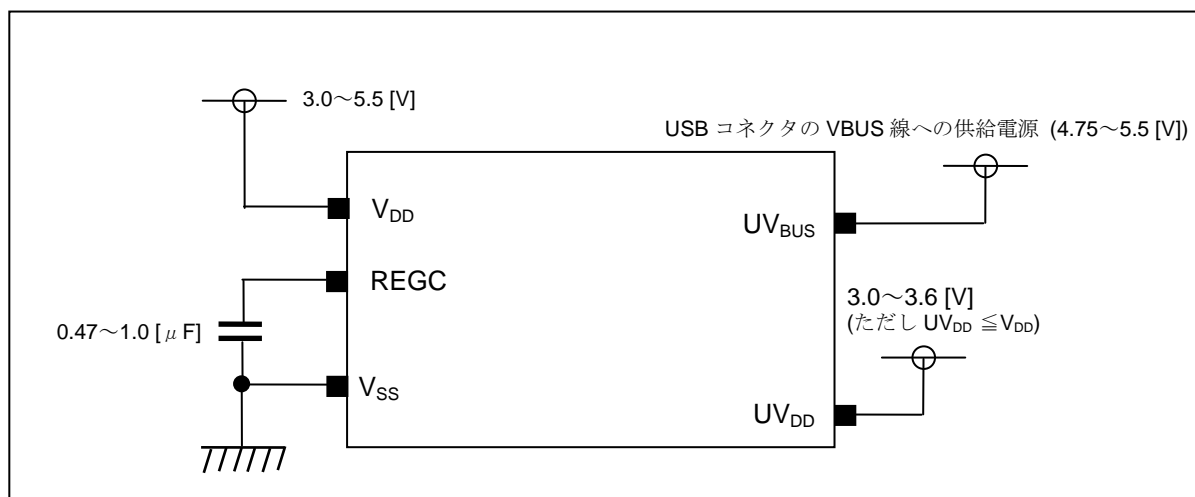 3.0～5.5 [V]
USB コネクタの VBUS 線への供給電源 (4.75～5.5 [V])
VDD
UVBUS
REGC
3.0～3.6 [V]
(ただし UVDD ≦VDD)
0.47～1.0 [μF]
VSS
UVDD